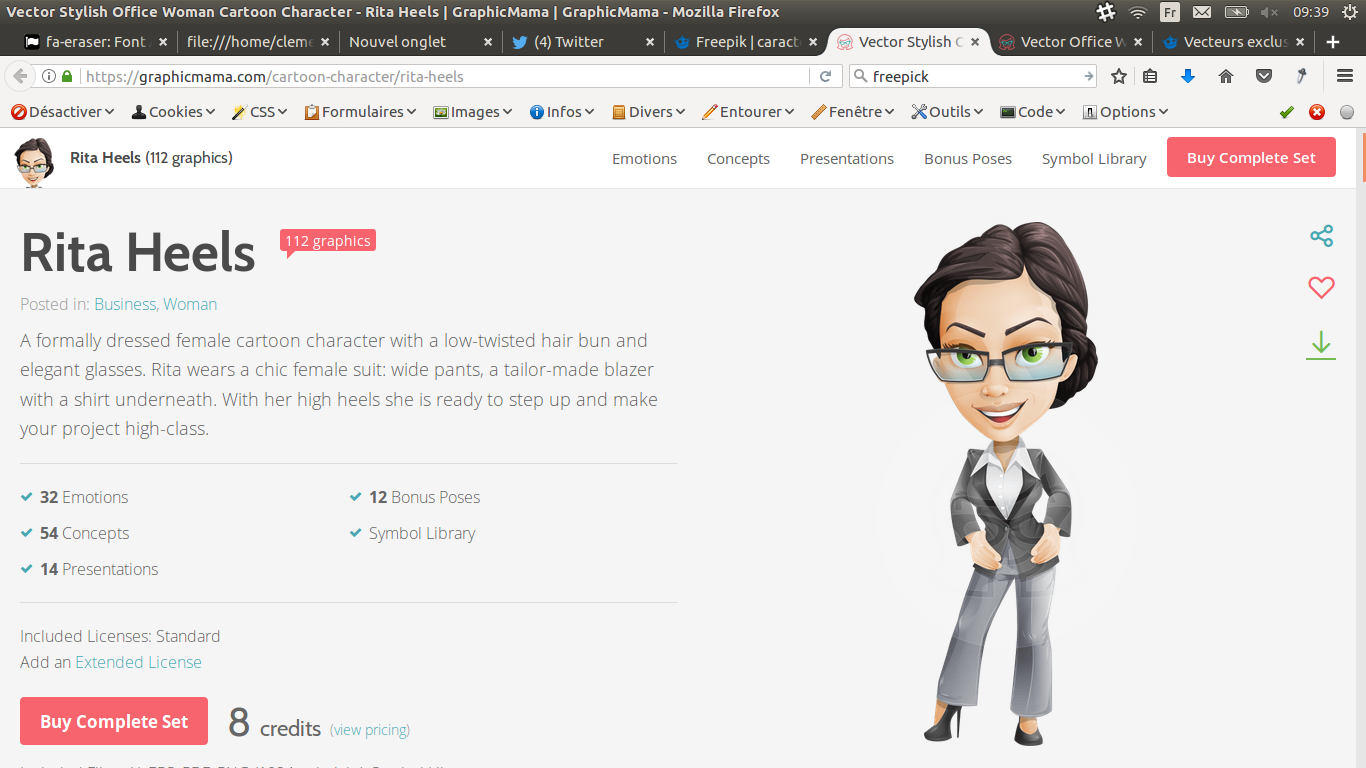 Vector Stylish Office Woman Cartoon Character - Rita Heels | GraphicMama | GraphicMama - Mozilla Firefox
Fr
09:39
fa-eraser: Font
file:///home/cleme
Nouvel onglet
(4) Twitter
Freepik | caract
Vector Stylish
Vector Office W
Vecteurs exclus
https://graphicmama.com/cartoon-character/rita-heels
freepick
Désactiver
Cookies
CSS
Formulaires
Images
Infos
Divers
Entourer
Fenêtre
Outils
Code
Options
Rita Heels (112 graphics)
Emotions
Concepts
Presentations
Bonus Poses
Symbol Library
Buy Complete Set
Rita Heels
112 graphics
Posted in: Business, Woman
A formally dressed female cartoon character with a low-twisted hair bun and
elegant glasses. Rita wears a chic female suit: wide pants, a tailor-made blazer
with a shirt underneath. With her high heels she is ready to step up and make
your project high-class.
32 Emotions
12 Bonus Poses
54 Concepts
Symbol Library
14 Presentations
Included Licenses: Standard
Add an Extended License
Buy Complete Set
8 credits (view pricing)